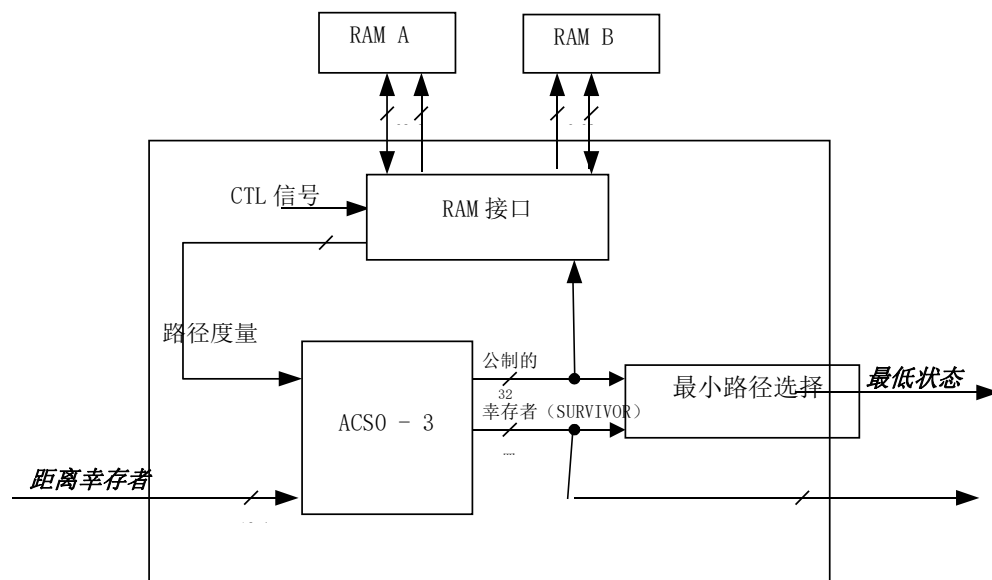 RAM A
RAM B
CTL 信号
RAM 接口
路径度量
公制的
32
最小路径选择
最低状态
幸存者（SURVIVOR）
ACS0 - 3
距离幸存者